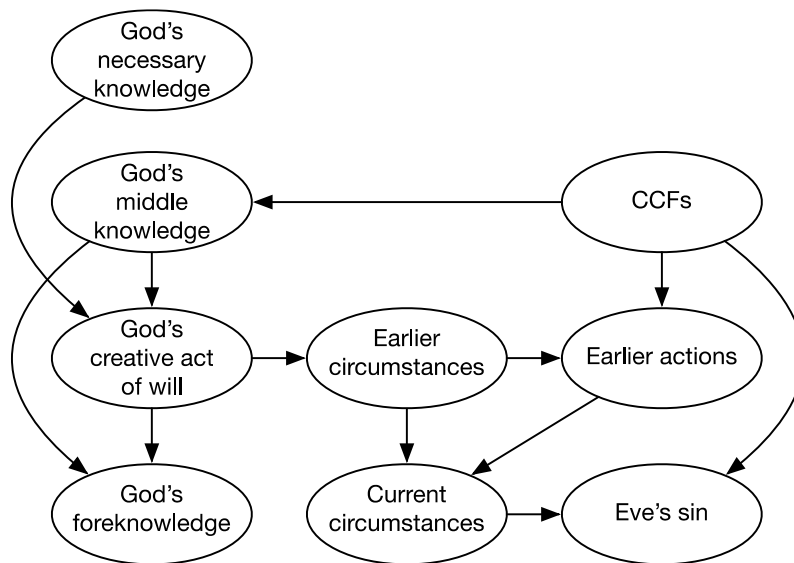 God's
necessary
knowledge
God's
middle
knowledge
CCFs
God's
creative act
of will
Earlier
circumstances
Earlier actions
God's
foreknowledge
Current
circumstances
Eve's sin